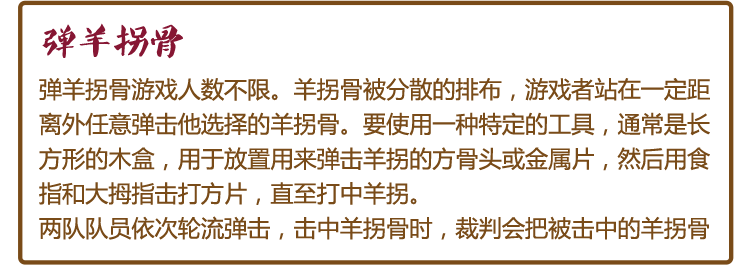 弹羊拐骨
弹羊拐骨游戏人数不限。羊拐骨被分散的排布，游戏者站在一定距
离外任意弹击他选择的羊拐骨。要使用一种特定的工具，通常是长
方形的木盒，用于放置用来弹击羊拐的方骨头或金属片，然后用食
指和大拇指击打方片，直至打中羊拐。
两队队员依次轮流弹击，击中羊拐骨时，裁判会把被击中的羊拐骨